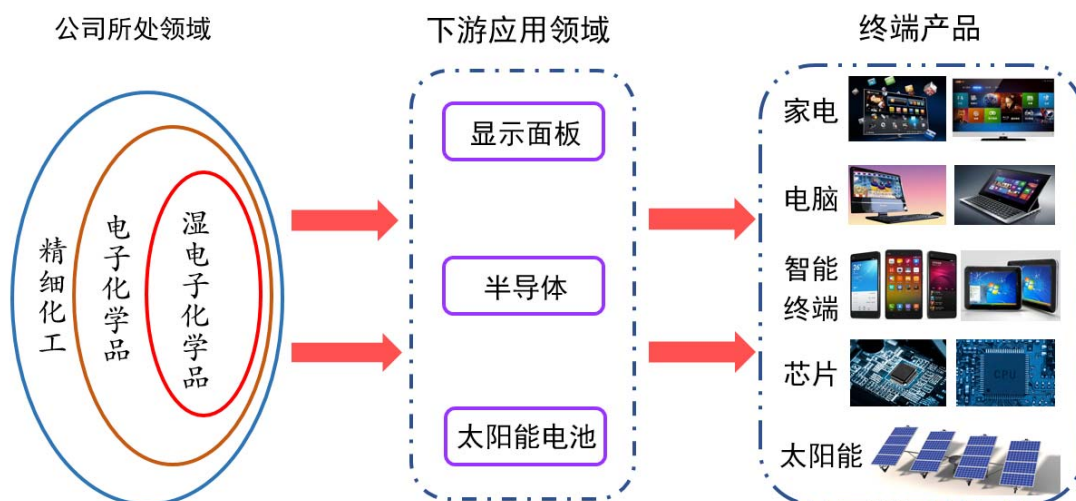 公司所处领域
下游应用领域
终端产品
精细化工
电子化学品
湿电子化学品
显示面板
半导体
太阳能电池
家电
电脑
智能
终端
芯片
CPU
太阳能